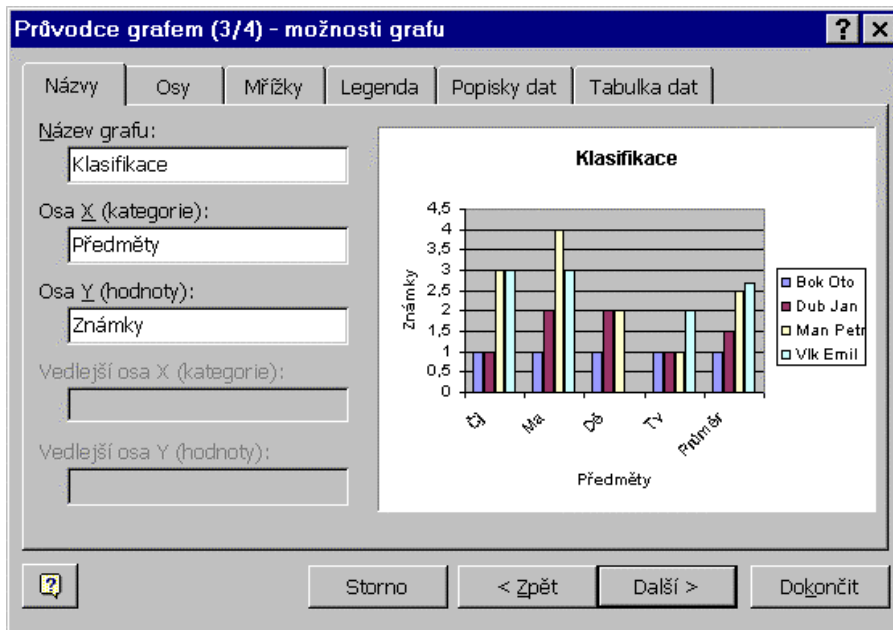 Průvodce grafem (3/4) - možnosti grafu
Názvy Osy Mřížky Legenda Popisky dat Tabulka dat
Název grafu:
Klasifikace
Osa X (kategorie):
Předměty
Osa Y (hodnoty):
Známky
Vedlejší osa X (kategorie):
Vedlejší osa Y (hodnoty):
Klasifikace
Známky
4,5
4
3,5
3
2,5
2
1,5
1
0,5
0
Čj Ma Dě Tv Průměr
Předměty
Bok Oto
Dub Jan
Man Petr
Vlk Emil
Storno < Zpět Další > Dokončit